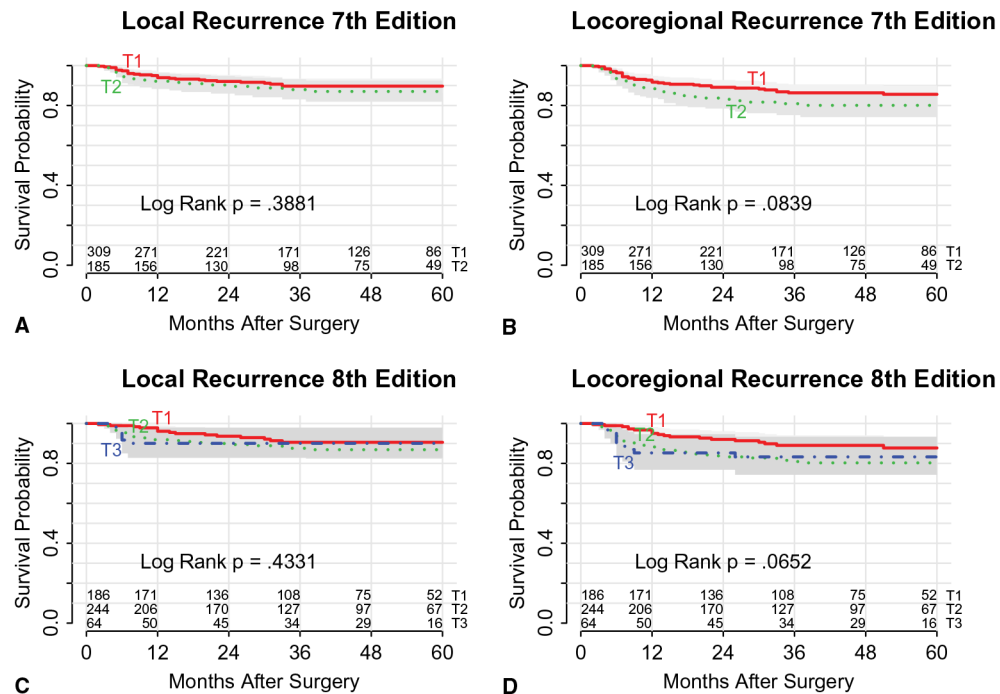 Local Recurrence 7th Edition
Survival Probability
0.0 0.4 0.8
T1
T2
Log Rank p = .3881
309 271 221 171 126 86 T1
185 156 130 98 75 49 T2
0 12 24 36 48 60
Months After Surgery
A
Locoregional Recurrence 7th Edition
Survival Probability
0.0 0.4 0.8
T1
T2
Log Rank p = .0839
309 271 221 171 126 86 T1
185 156 130 98 75 49 T2
0 12 24 36 48 60
Months After Surgery
B
Local Recurrence 8th Edition
Survival Probability
0.0 0.4 0.8
T1
T2
T3
Log Rank p = .4331
186 171 136 108 75 52 T1
244 206 170 127 97 67 T2
64 50 45 34 29 16 T3
0 12 24 36 48 60
Months After Surgery
C
Locoregional Recurrence 8th Edition
Survival Probability
0.0 0.4 0.8
T1
T2
T3
Log Rank p = .0652
186 171 136 108 75 52 T1
244 206 170 127 97 67 T2
64 50 45 34 29 16 T3
0 12 24 36 48 60
Months After Surgery
D